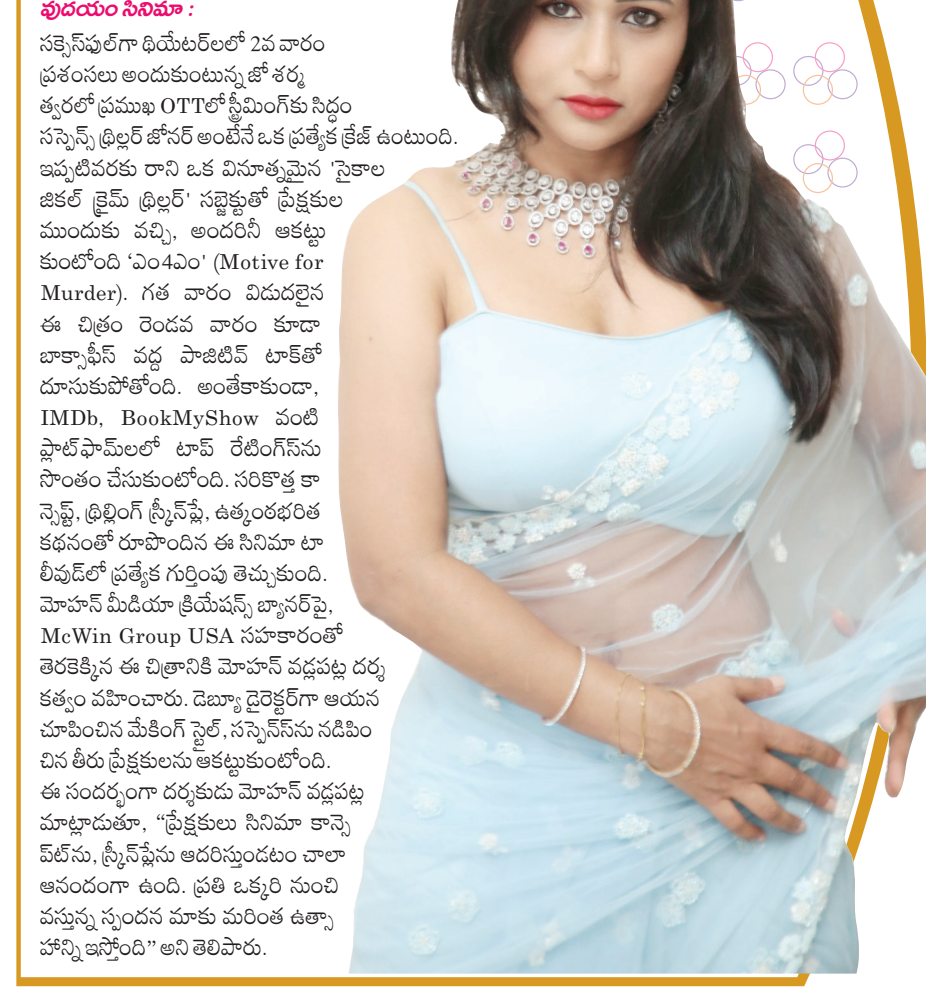 వుదయం సినిమా :
సక్సెస్‌ఫుల్‌గా థియేటర్‌లలో 2వ వారం
ప్రశంసలు అందుకుంటున్న జో శర్మ
త్వరలో ప్రముఖ OTTలో స్ట్రీమింగ్‌కు సిద్ధం
సస్పెన్స్ థ్రిల్లర్ జోనర్ అంటేనే ఒక ప్రత్యేక క్రేజ్ ఉంటుంది.
ఇప్పటివరకు రాని ఒక వినూత్నమైన 'సైకాల
జికల్ క్రైమ్ థ్రిల్లర్' సబ్జెక్టుతో ప్రేక్షకుల
ముందుకు వచ్చి, అందరినీ ఆకట్టు
కుంటోంది ‘ఎం4ఎం' (Motive for
Murder). గత వారం విడుదలైన
ఈ చిత్రం రెండవ వారం కూడా
బాక్సాఫీస్ వద్ద పాజిటివ్ టాక్‌తో
దూసుకుపోతోంది. అంతేకాకుండా,
IMDb, BookMyShow వంటి
ప్లాట్‌ఫామ్‌లలో టాప్ రేటింగ్స్‌ను
సొంతం చేసుకుంటోంది. సరికొత్త కా
న్సెప్ట్, థ్రిల్లింగ్ స్క్రీన్‌ప్లే, ఉత్కంఠభరిత
కథనంతో రూపొందిన ఈ సినిమా టా
లీవుడ్‌లో ప్రత్యేక గుర్తింపు తెచ్చుకుంది.
మోహన్ మీడియా క్రియేషన్స్ బ్యానర్‌పై,
McWin Group USA సహకారంతో
తెరకెక్కిన ఈ చిత్రానికి మోహన్ వడ్లపట్ల దర్శ
కత్వం వహించారు. డెబ్యూ డైరెక్టర్‌గా ఆయన
చూపించిన మేకింగ్ స్టైల్, సస్పెన్స్‌ను నడిపిం
చిన తీరు ప్రేక్షకులను ఆకట్టుకుంటోంది.
ఈ సందర్భంగా దర్శకుడు మోహన్ వడ్లపట్ల
మాట్లాడుతూ, “ప్రేక్షకులు సినిమా కాన్సె
ప్‌ట్‌ను, స్క్రీన్‌ప్లేను ఆదరిస్తుండటం చాలా
ఆనందంగా ఉంది. ప్రతి ఒక్కరి నుంచి
వస్తున్న స్పందన మాకు మరింత ఉత్సా
హాన్ని ఇస్తోంది” అని తెలిపారు.